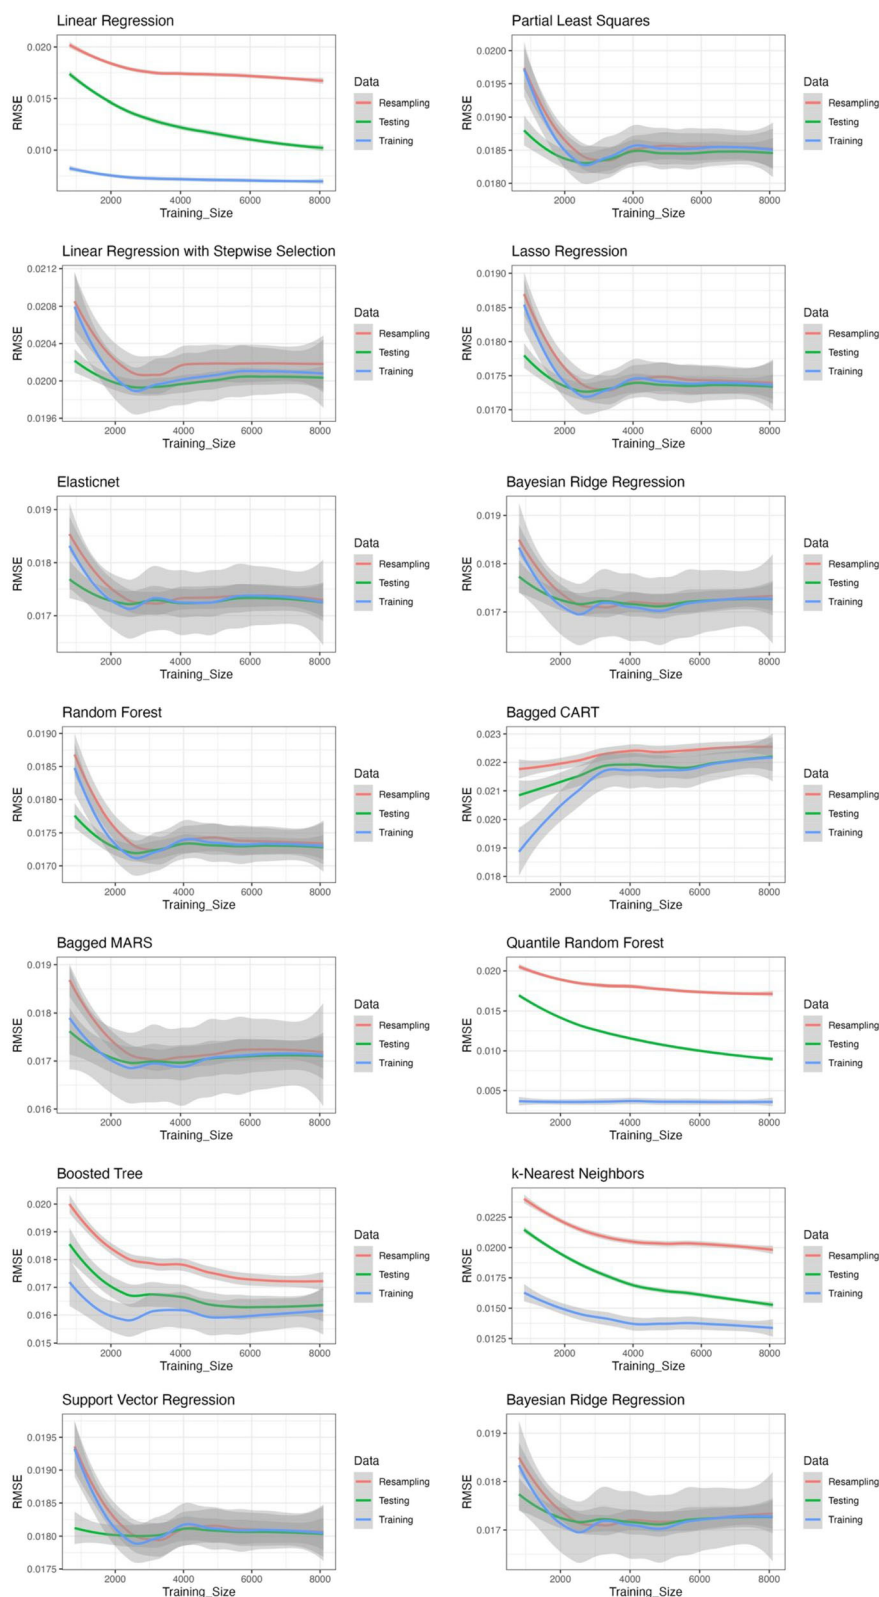 Linear Regression
0.020
0.015
0.010
RMSE
2000 4000 6000 8000
Training_Size
Data
Resampling
Testing
Training
Partial Least Squares
0.0200
0.0195
0.0190
0.0185
0.0180
RMSE
2000 4000 6000 8000
Training_Size
Data
Resampling
Testing
Training
Linear Regression with Stepwise Selection
0.0212
0.0208
0.0204
0.0200
0.0196
RMSE
2000 4000 6000 8000
Training_Size
Data
Resampling
Testing
Training
Lasso Regression
0.0190
0.0185
0.0180
0.0175
0.0170
RMSE
2000 4000 6000 8000
Training_Size
Data
Resampling
Testing
Training
Elasticnet
0.019
0.018
0.017
RMSE
2000 4000 6000 8000
Training_Size
Data
Resampling
Testing
Training
Bayesian Ridge Regression
0.019
0.018
0.017
RMSE
2000 4000 6000 8000
Training_Size
Data
Resampling
Testing
Training
Random Forest
0.0190
0.0185
0.0180
0.0175
0.0170
RMSE
2000 4000 6000 8000
Training_Size
Data
Resampling
Testing
Training
Bagged CART
0.023
0.022
0.021
0.020
0.019
0.018
RMSE
2000 4000 6000 8000
Training_Size
Data
Resampling
Testing
Training
Bagged MARS
0.019
0.018
0.017
0.016
RMSE
2000 4000 6000 8000
Training_Size
Data
Resampling
Testing
Training
Quantile Random Forest
0.020
0.015
0.010
0.005
RMSE
2000 4000 6000 8000
Training_Size
Data
Resampling
Testing
Training
Boosted Tree
0.020
0.019
0.018
0.017
0.016
0.015
RMSE
2000 4000 6000 8000
Training_Size
Data
Resampling
Testing
Training
k-Nearest Neighbors
0.0225
0.0200
0.0175
0.0150
0.0125
RMSE
2000 4000 6000 8000
Training_Size
Data
Resampling
Testing
Training
Support Vector Regression
0.0195
0.0190
0.0185
0.0180
0.0175
RMSE
2000 4000 6000 8000
Training_Size
Data
Resampling
Testing
Training
Bayesian Ridge Regression
0.019
0.018
0.017
RMSE
2000 4000 6000 8000
Training_Size
Data
Resampling
Testing
Training